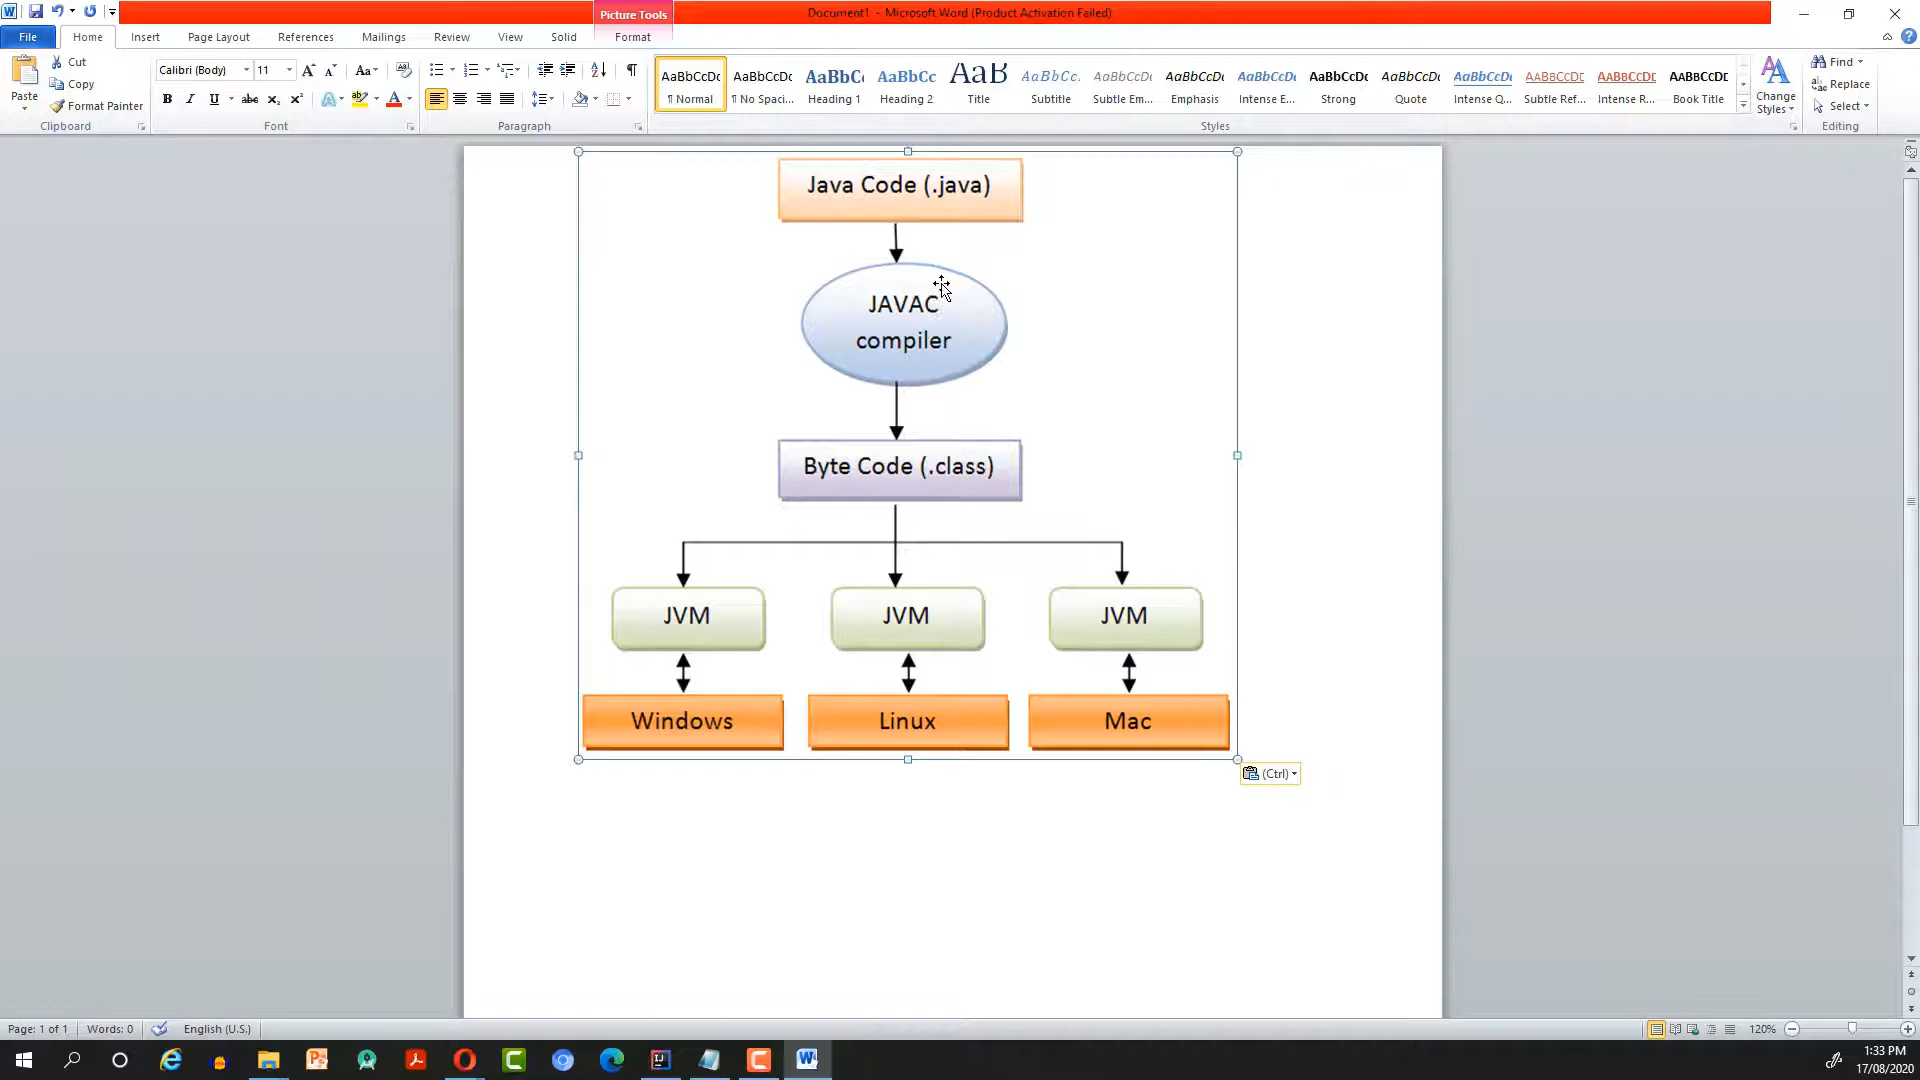 Picture Tools
Document1 - Microsoft Word (Product Activation Failed)
File Home Insert Page Layout References Mailings Review View Solid Format
Paste
Cut
Copy
Format Painter
Clipboard
Calibri (Body) 11
Aa
B I U abc x₂ x² A A
Font
Paragraph
AaBbCcDc AaBbCcDc AaBbC AaBbCc AaB AaBbCc. AaBbCcDc AaBbCcDc AaBbCcDc AaBbCcDc AaBbCcDc AaBbCcDc AABBCCDE AABBCCDE AABBCCDE
¶ Normal ¶ No Spaci... Heading 1 Heading 2 Title Subtitle Subtle Em... Emphasis Intense E... Strong Quote Intense Q... Subtle Ref... Intense R... Book Title
Styles
Change
Styles
Find
Replace
Select
Editing
Java Code (.java)
JAVAC
compiler
Byte Code (.class)
JVM JVM JVM
Windows Linux Mac
(Ctrl)
Page: 1 of 1 Words: 0 English (U.S.) 120%
1:33 PM
17/08/2020